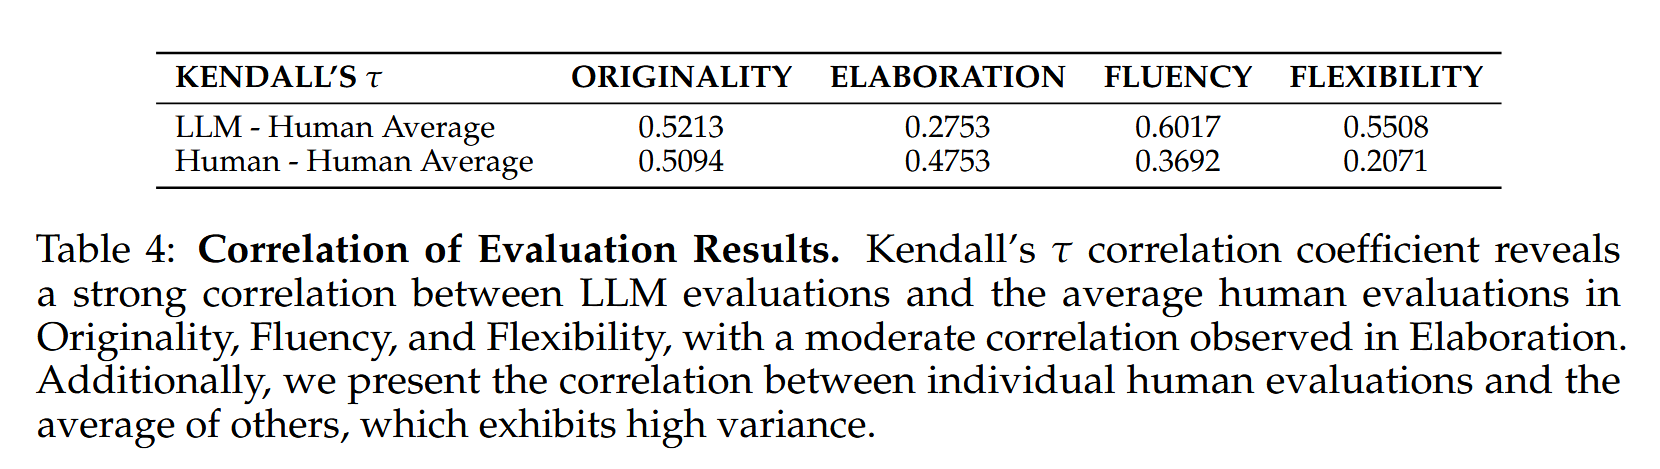 KENDALL'S τ ORIGINALITY ELABORATION FLUENCY FLEXIBILITY
LLM - Human Average 0.5213 0.2753 0.6017 0.5508
Human - Human Average 0.5094 0.4753 0.3692 0.2071
Table 4: Correlation of Evaluation Results. Kendall's τ correlation coefficient reveals
a strong correlation between LLM evaluations and the average human evaluations in
Originality, Fluency, and Flexibility, with a moderate correlation observed in Elaboration.
Additionally, we present the correlation between individual human evaluations and the
average of others, which exhibits high variance.